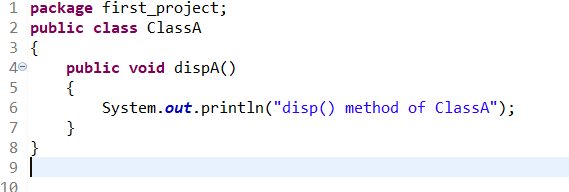 1 package first_project;
2 public class ClassA
3 {
4 public void dispA()
5 {
6 System.out.println("disp() method of ClassA");
7 }
8 }
9
10